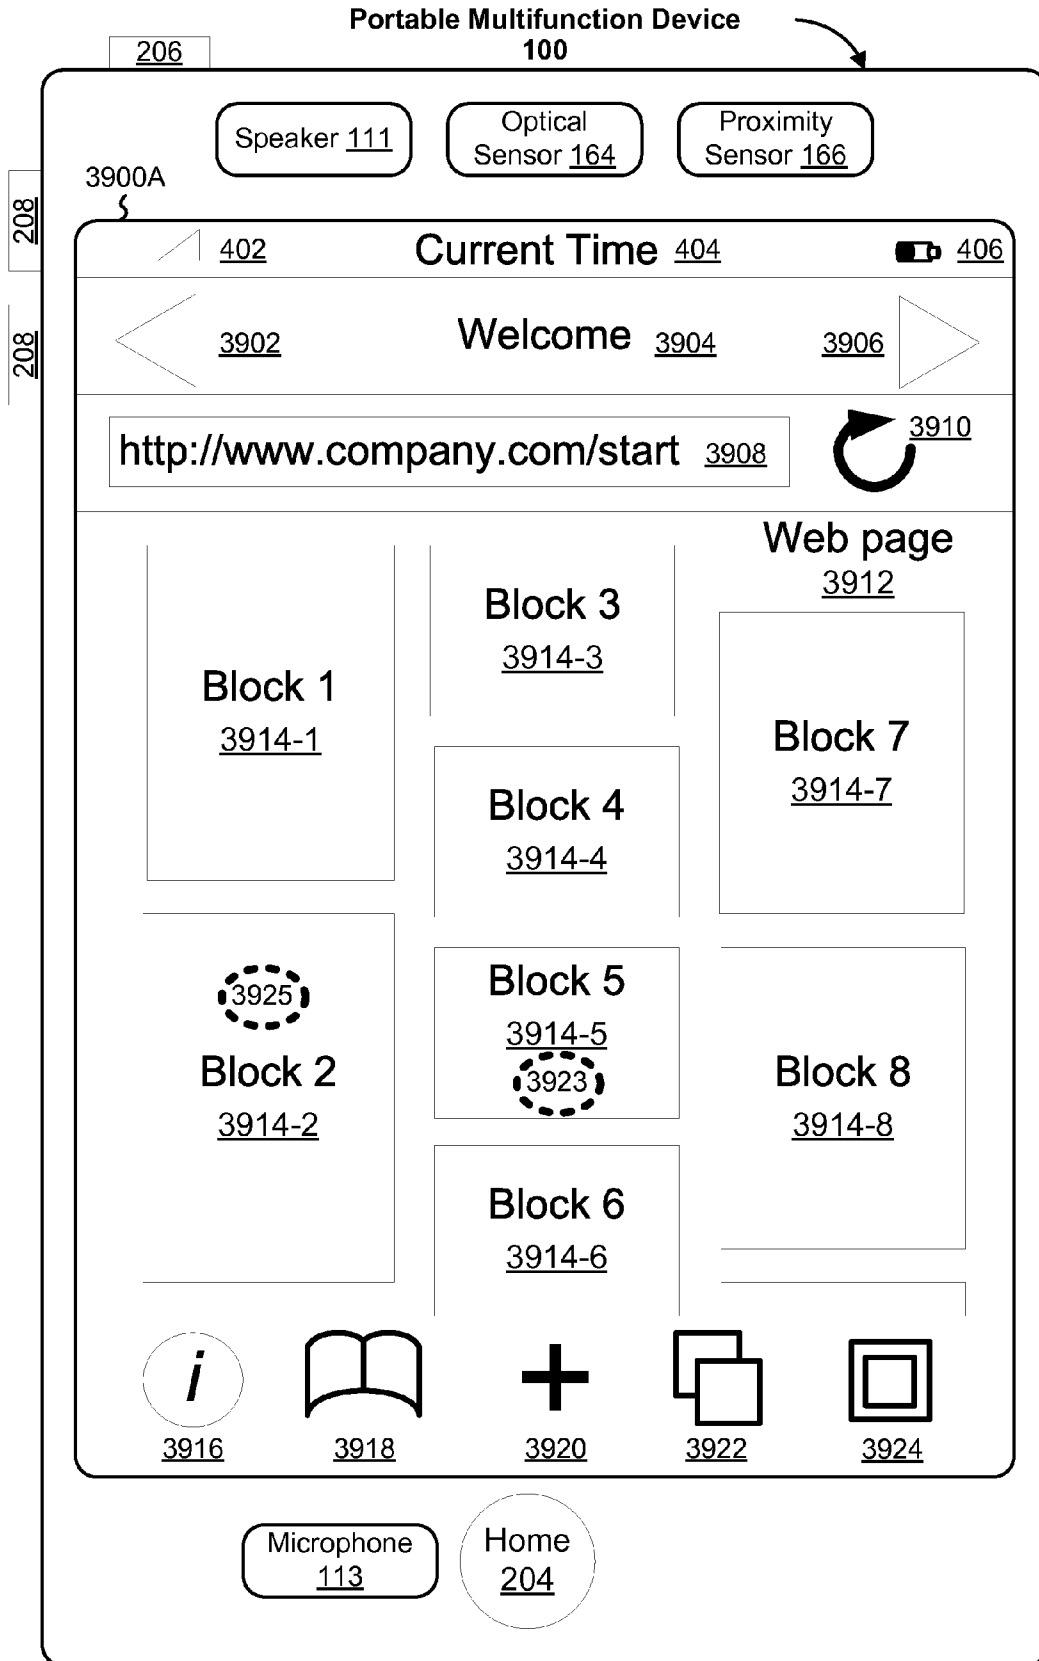 Portable Multifunction Device
100
206
Speaker 111
Optical
Sensor 164
Proximity
Sensor 166
3900A
208
402
Current Time 404
406
208
3902
Welcome 3904
3906
http://www.company.com/start 3908
3910
Web page
3912
Block 1
3914-1
Block 3
3914-3
Block 7
3914-7
Block 4
3914-4
3925
Block 2
3914-2
Block 5
3914-5
3923
Block 8
3914-8
Block 6
3914-6
i
3916
3918
3920
3922
3924
Microphone
113
Home
204